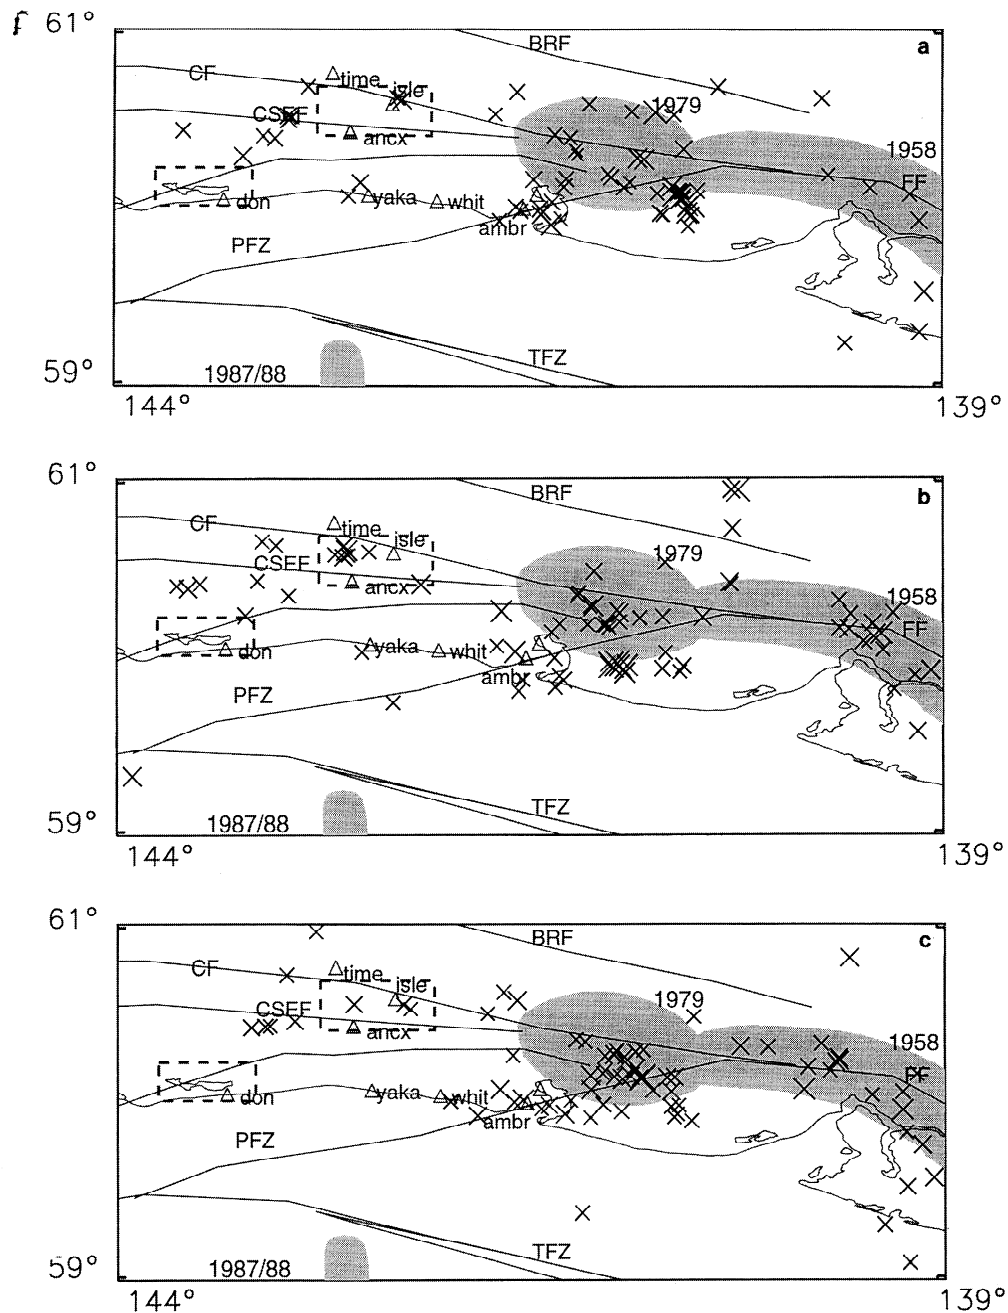 61°
BRF
a
CF
time
isle
1979
CSEF
ancx
1958
FF
don
yaka
whit
ambr
PFZ
TFZ
1987/88
59°
144°
139°
61°
BRF
b
CF
time
isle
1979
CSEF
ancx
1958
FF
don
yaka
whit
ambr
PFZ
TFZ
1987/88
59°
144°
139°
61°
BRF
c
CF
time
isle
1979
CSEF
ancx
1958
FF
don
yaka
whit
ambr
PFZ
TFZ
1987/88
59°
144°
139°